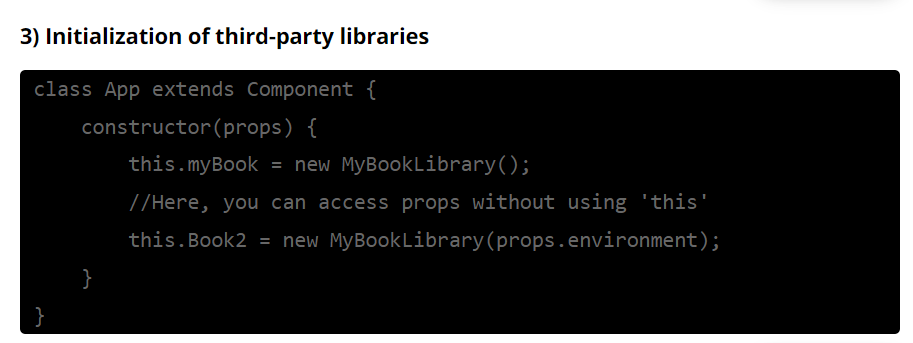 3) Initialization of third-party libraries
class App extends Component {
constructor(props) {
this.myBook = new MyBookLibrary();
//Here, you can access props without using 'this'
this.Book2 = new MyBookLibrary(props.environment);
}
}